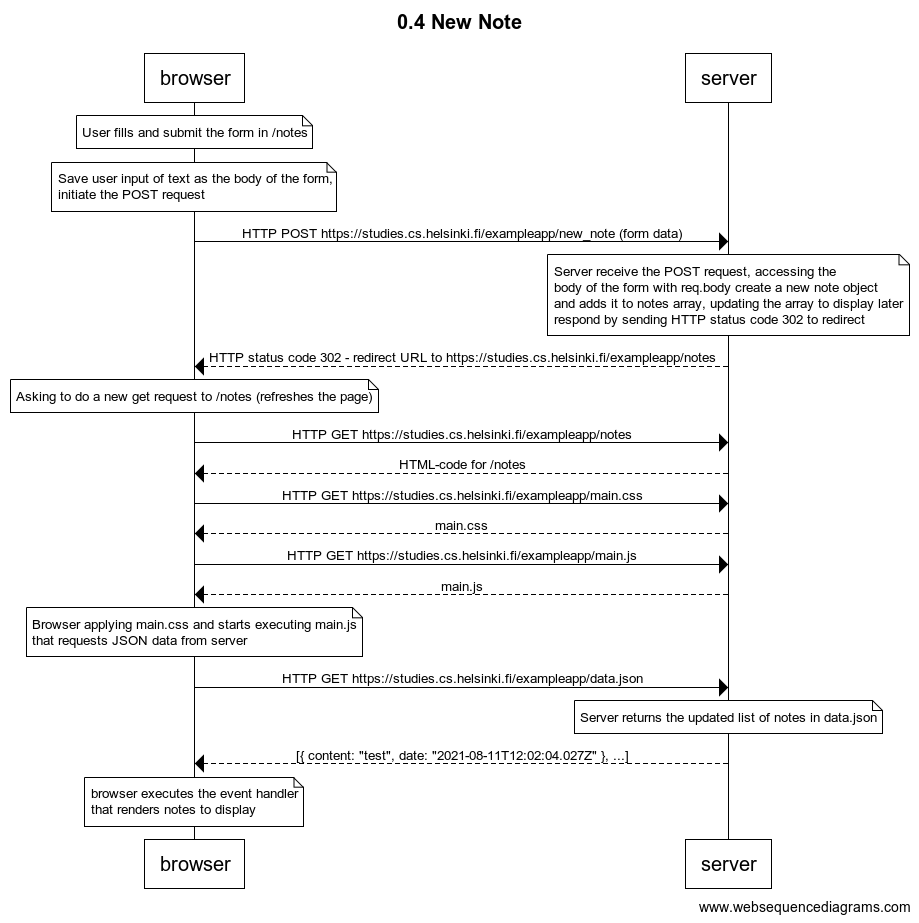 0.4 New Note
browser
server
User fills and submit the form in /notes
Save user input of text as the body of the form,
initiate the POST request
HTTP POST https://studies.cs.helsinki.fi/exampleapp/new_note (form data)
Server receive the POST request, accessing the
body of the form with req.body create a new note object
and adds it to notes array, updating the array to display later
respond by sending HTTP status code 302 to redirect
HTTP status code 302 - redirect URL to https://studies.cs.helsinki.fi/exampleapp/notes
Asking to do a new get request to /notes (refreshes the page)
HTTP GET https://studies.cs.helsinki.fi/exampleapp/notes
HTML-code for /notes
HTTP GET https://studies.cs.helsinki.fi/exampleapp/main.css
main.css
HTTP GET https://studies.cs.helsinki.fi/exampleapp/main.js
main.js
Browser applying main.css and starts executing main.js
that requests JSON data from server
HTTP GET https://studies.cs.helsinki.fi/exampleapp/data.json
Server returns the updated list of notes in data.json
[{ content: "test", date: "2021-08-11T12:02:04.027Z" }, ...]
browser executes the event handler
that renders notes to display
browser
server
www.websequencediagrams.com